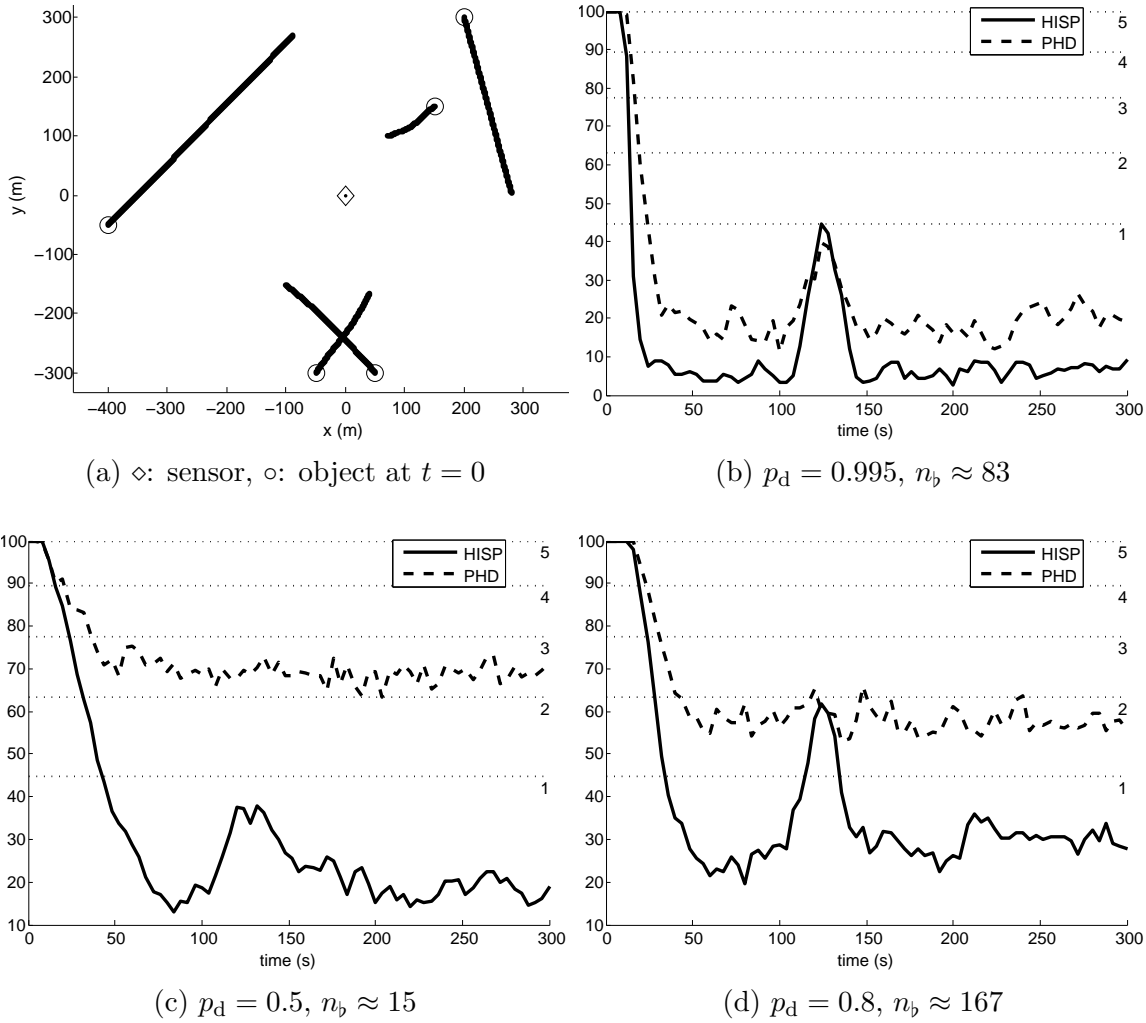 300
200
100
0
−100
−200
−300
y (m)
−400 −300 −200 −100 0 100 200 300
x (m)
(a) ⋄: sensor, ○: object at t = 0
100
90
80
70
60
50
40
30
20
10
0
HISP
PHD
5
4
3
2
1
0 50 100 150 200 250 300
time (s)
(b) p_d = 0.995, n_♭ ≈ 83
100
90
80
70
60
50
40
30
20
10
HISP
PHD
5
4
3
2
1
0 50 100 150 200 250 300
time (s)
(c) p_d = 0.5, n_♭ ≈ 15
100
90
80
70
60
50
40
30
20
10
HISP
PHD
5
4
3
2
1
0 50 100 150 200 250 300
time (s)
(d) p_d = 0.8, n_♭ ≈ 167